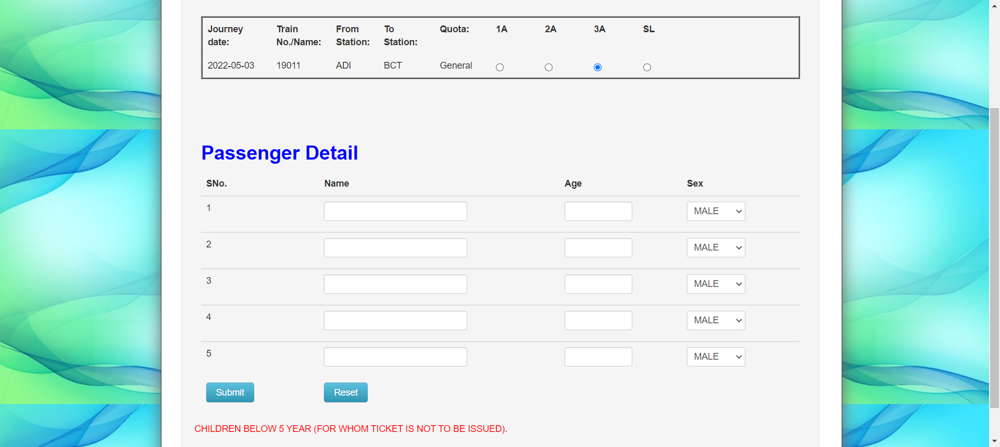 Journey date: Train No./Name: From Station: To Station: Quota: 1A 2A 3A SL
2022-05-03 19011 ADI BCT General
Passenger Detail
SNo. Name Age Sex
1 MALE
2 MALE
3 MALE
4 MALE
5 MALE
Submit Reset
CHILDREN BELOW 5 YEAR (FOR WHOM TICKET IS NOT TO BE ISSUED).